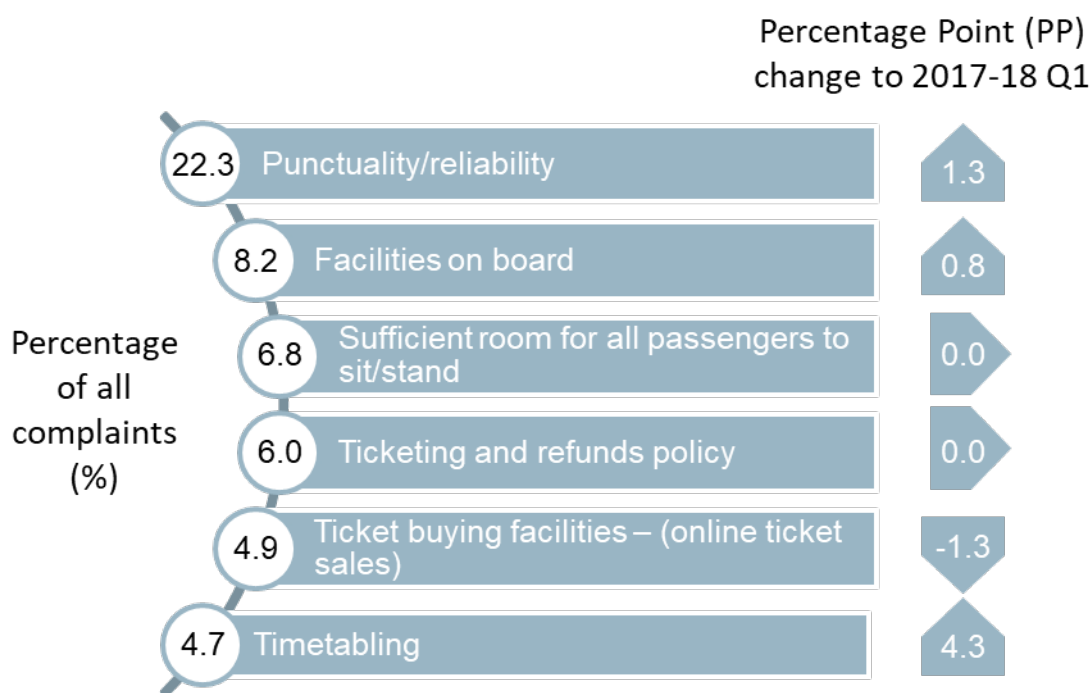 Percentage Point (PP)
change to 2017-18 Q1
22.3 Punctuality/reliability 1.3
8.2 Facilities on board 0.8
Percentage
of all
complaints
(%)
6.8 Sufficient room for all passengers to
sit/stand 0.0
6.0 Ticketing and refunds policy 0.0
4.9 Ticket buying facilities – (online ticket
sales) -1.3
4.7 Timetabling 4.3